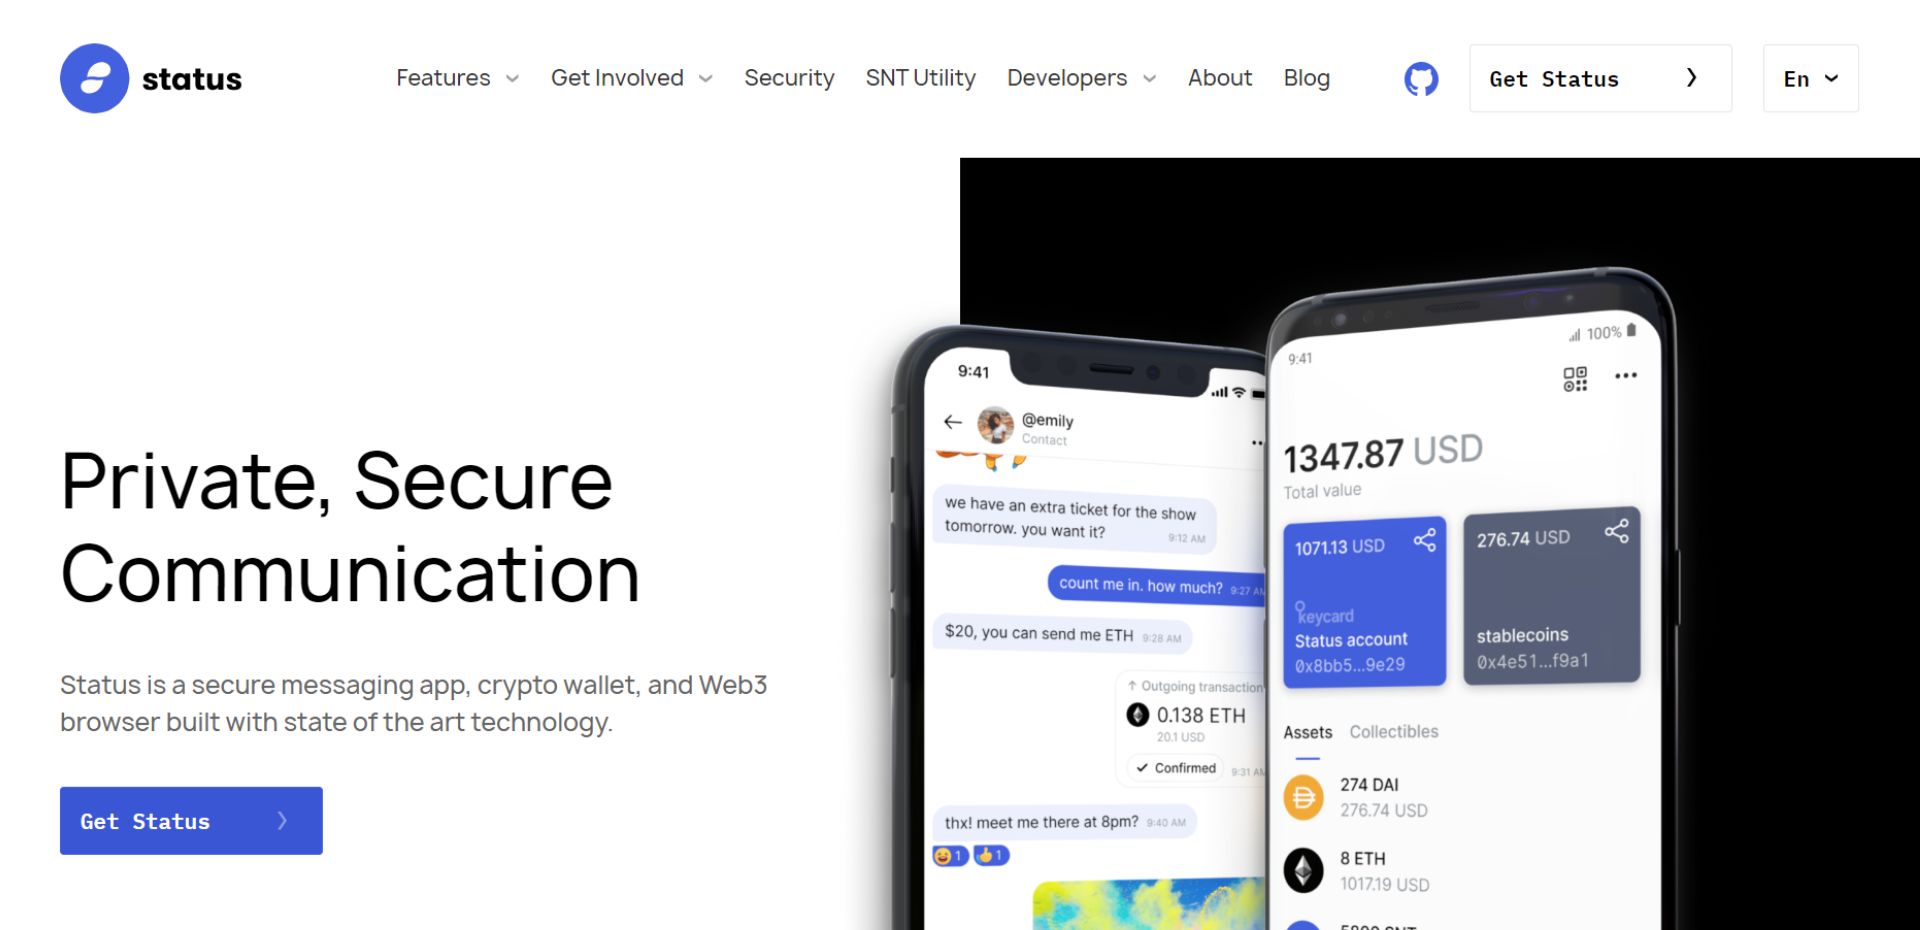 status
Features
Get Involved
Security
SNT Utility
Developers
About
Blog
Get Status
En
Private, Secure
Communication
Status is a secure messaging app, crypto wallet, and Web3
browser built with state of the art technology.
Get Status
9:41
@emily
Contact
we have an extra ticket for the show
tomorrow. you want it?
9:12 AM
count me in. how much? 9:27 AM
$20, you can send me ETH 9:28 AM
↑ Outgoing transaction
0.138 ETH
20.1 USD
✓ Confirmed
9:31 AM
thx! meet me there at 8pm? 9:40 AM
1
1
9:41
100%
1347.87 USD
Total value
1071.13 USD
keycard
Status account
0x8bb5...9e29
276.74 USD
stablecoins
0x4e51...f9a1
Assets
Collectibles
274 DAI
276.74 USD
8 ETH
1017.19 USD